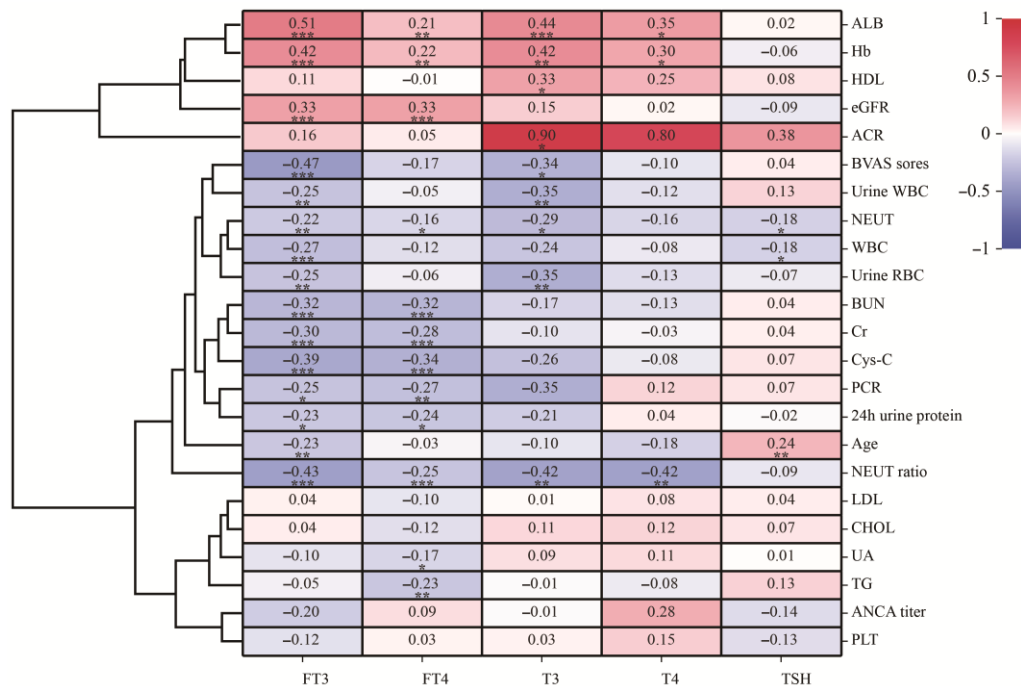 0.51 0.21 0.44 0.35 0.02 ALB
*** ** *** *
0.42 0.22 0.42 0.30 −0.06 Hb
*** ** ** *
0.11 −0.01 0.33 0.25 0.08 HDL
*
0.33 0.33 0.15 0.02 −0.09 eGFR
*** ***
0.16 0.05 0.90 0.80 0.38 ACR
*
−0.47 −0.17 −0.34 −0.10 0.04 BVAS sores
*** *
−0.25 −0.05 −0.35 −0.12 0.13 Urine WBC
** **
−0.22 −0.16 −0.29 −0.16 −0.18 NEUT
** * * *
−0.27 −0.12 −0.24 −0.08 −0.18 WBC
*** *
−0.25 −0.06 −0.35 −0.13 −0.07 Urine RBC
** **
−0.32 −0.32 −0.17 −0.13 0.04 BUN
*** ***
−0.30 −0.28 −0.10 −0.03 0.04 Cr
*** ***
−0.39 −0.34 −0.26 −0.08 0.07 Cys-C
*** ***
−0.25 −0.27 −0.35 0.12 0.07 PCR
* **
−0.23 −0.24 −0.21 0.04 −0.02 24h urine protein
* *
−0.23 −0.03 −0.10 −0.18 0.24 Age
** **
−0.43 −0.25 −0.42 −0.42 −0.09 NEUT ratio
*** *** ** **
0.04 −0.10 0.01 0.08 0.04 LDL
0.04 −0.12 0.11 0.12 0.07 CHOL
−0.10 −0.17 0.09 0.11 0.01 UA
*
−0.05 −0.23 −0.01 −0.08 0.13 TG
**
−0.20 0.09 −0.01 0.28 −0.14 ANCA titer
−0.12 0.03 0.03 0.15 −0.13 PLT
FT3 FT4 T3 T4 TSH
1
0.5
0
−0.5
−1